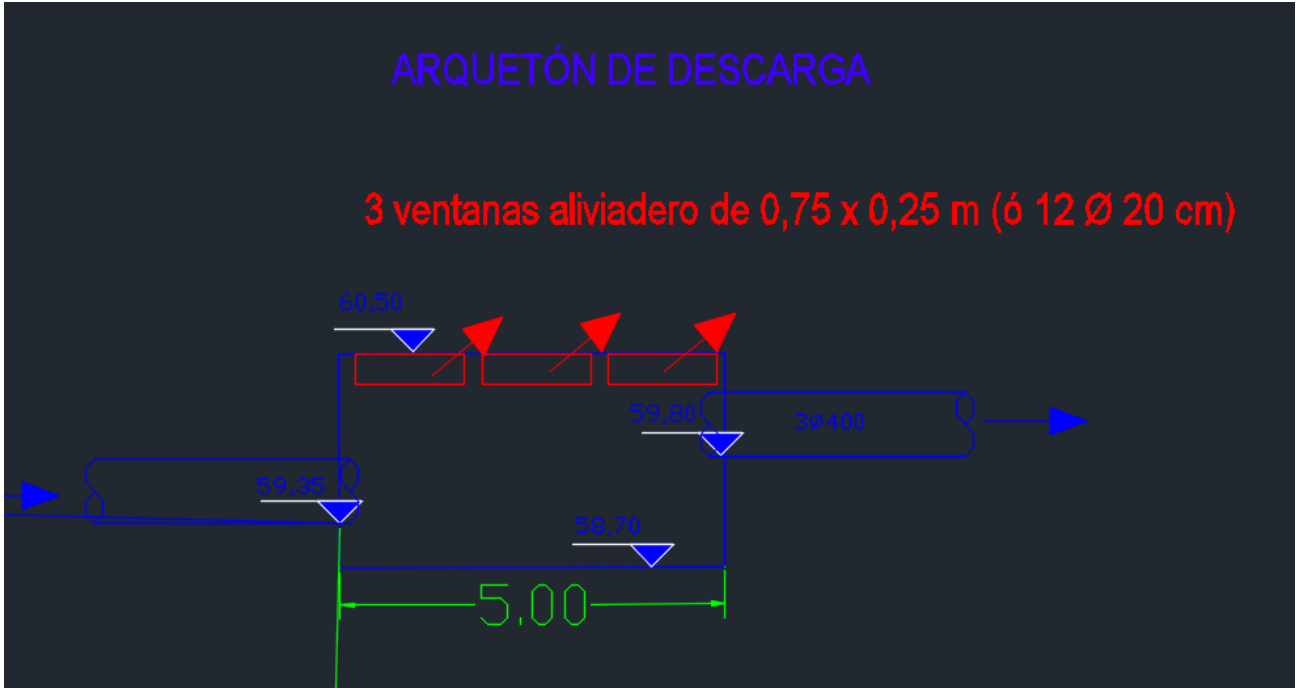 ARQUETÓN DE DESCARGA
3 ventanas aliviadero de 0,75 x 0,25 m (ó 12 Ø 20 cm)
60,50
59,80
3ø400
59,35
58,70
5,00